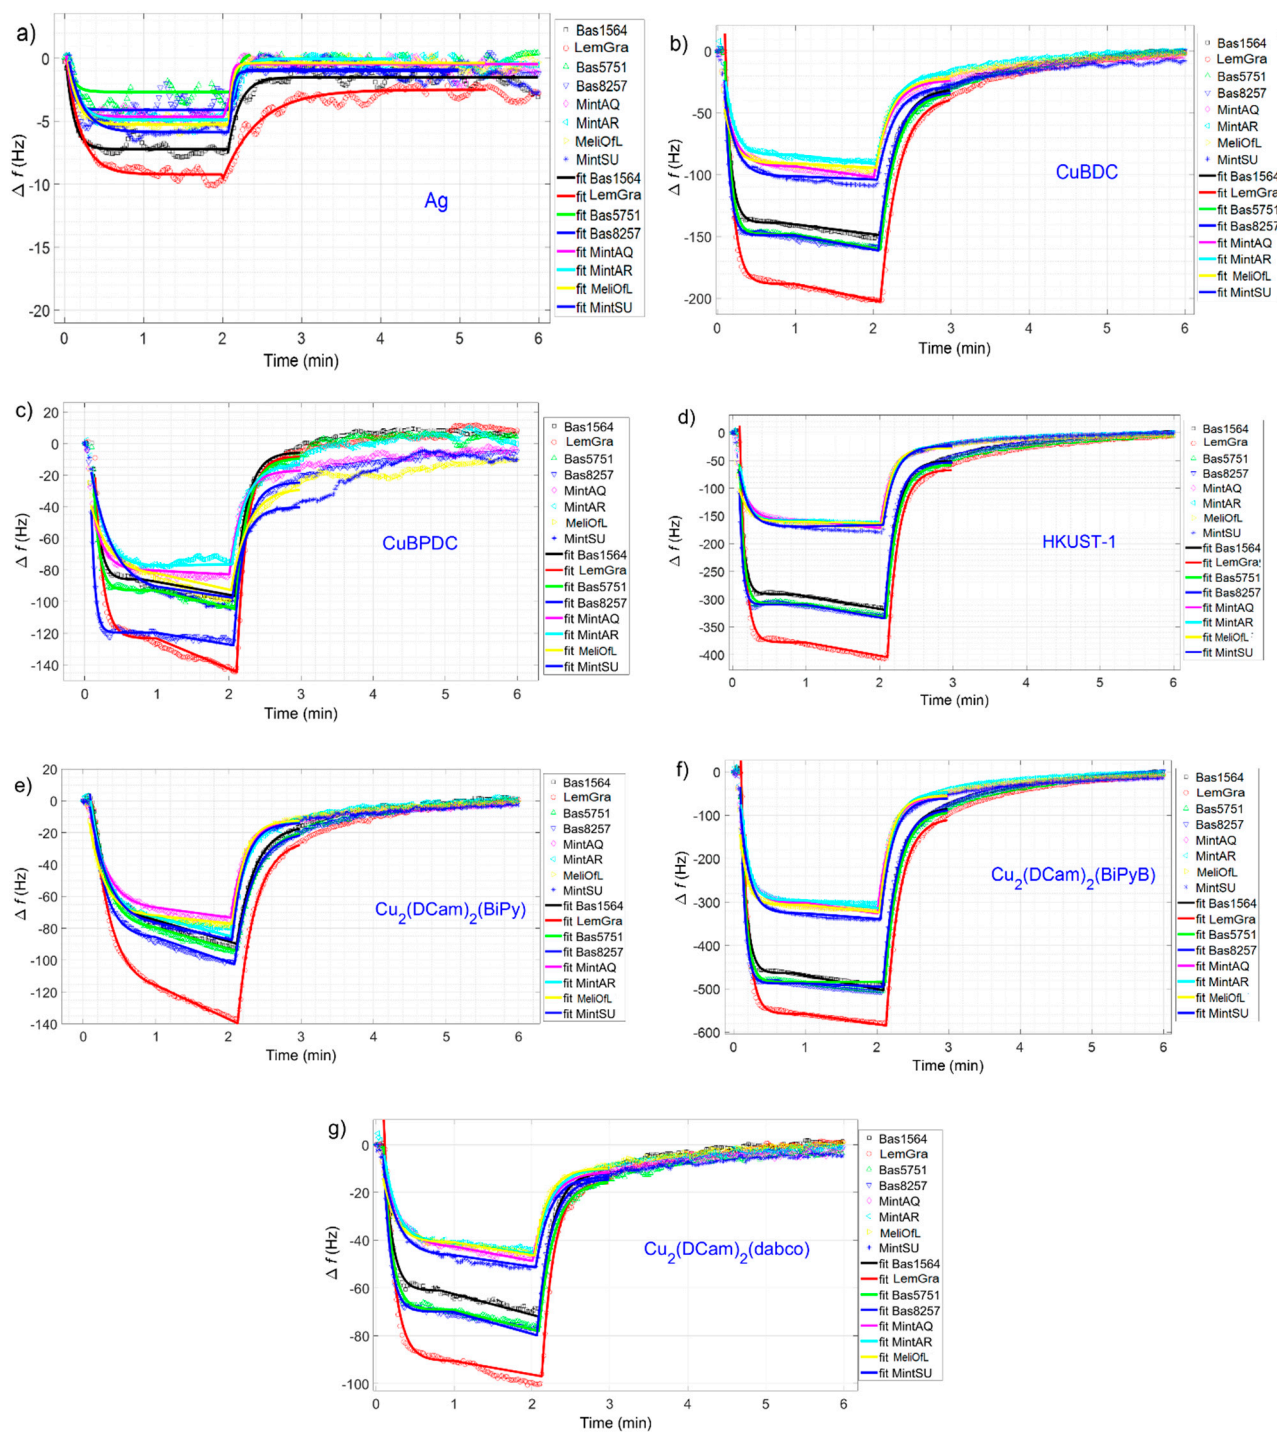 a)
0
-5
-10
-15
-20
0 1 2 3 4 5 6
Δ f (Hz)
Time (min)
Ag
Bas1564
LemGra
Bas5751
Bas8257
MintAQ
MintAR
MeliOfL
MintSU
fit Bas1564
fit LemGra
fit Bas5751
fit Bas8257
fit MintAQ
fit MintAR
fit MeliOfL
fit MintSU
b)
0
-50
-100
-150
-200
0 1 2 3 4 5 6
Δ f (Hz)
Time (min)
CuBDC
Bas1564
LemGra
Bas5751
Bas8257
MintAQ
MintAR
MeliOfL
MintSU
fit Bas1564
fit LemGra
fit Bas5751
fit Bas8257
fit MintAQ
fit MintAR
fit MeliOfL
fit MintSU
c)
20
0
-20
-40
-60
-80
-100
-120
-140
0 1 2 3 4 5 6
Δ f (Hz)
Time (min)
CuBPDC
Bas1564
LemGra
Bas5751
Bas8257
MintAQ
MintAR
MeliOfL
MintSU
fit Bas1564
fit LemGra
fit Bas5751
fit Bas8257
fit MintAQ
fit MintAR
fit MeliOfL
fit MintSU
d)
0
-50
-100
-150
-200
-250
-300
-350
-400
0 1 2 3 4 5 6
Δ f (Hz)
Time (min)
HKUST-1
Bas1564
LemGra
Bas5751
Bas8257
MintAQ
MintAR
MeliOfL
MintSU
fit Bas1564
fit LemGra
fit Bas5751
fit Bas8257
fit MintAQ
fit MintAR
fit MeliOfL
fit MintSU
e)
20
0
-20
-40
-60
-80
-100
-120
-140
0 1 2 3 4 5 6
Δ f (Hz)
Time (min)
Cu₂(DCam)₂(BiPy)
Bas1564
LemGra
Bas5751
Bas8257
MintAQ
MintAR
MeliOfL
MintSU
fit Bas1564
fit LemGra
fit Bas5751
fit Bas8257
fit MintAQ
fit MintAR
fit MeliOfL
fit MintSU
f)
0
-100
-200
-300
-400
-500
-600
0 1 2 3 4 5 6
Δ f (Hz)
Time (min)
Cu₂(DCam)₂(BiPyB)
Bas1564
LemGra
Bas5751
Bas8257
MintAQ
MintAR
MeliOfL
MintSU
fit Bas1564
fit LemGra
fit Bas5751
fit Bas8257
fit MintAQ
fit MintAR
fit MeliOfL
fit MintSU
g)
0
-20
-40
-60
-80
-100
0 1 2 3 4 5 6
Δ f (Hz)
Time (min)
Cu₂(DCam)₂(dabco)
Bas1564
LemGra
Bas5751
Bas8257
MintAQ
MintAR
MeliOfL
MintSU
fit Bas1564
fit LemGra
fit Bas5751
fit Bas8257
fit MintAQ
fit MintAR
fit MeliOfL
fit MintSU